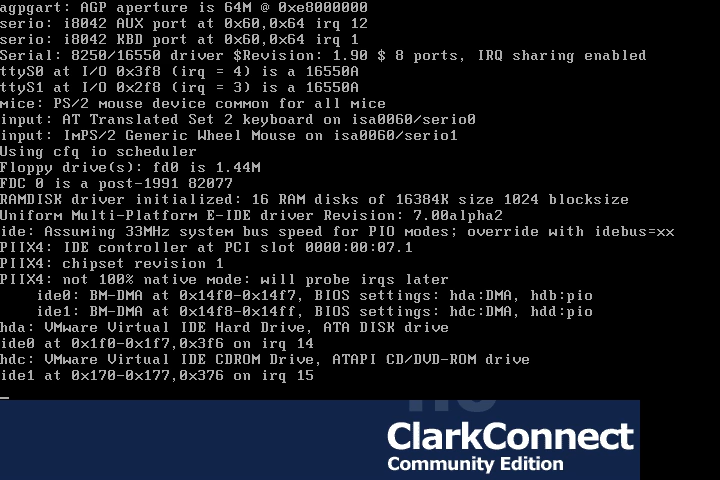 agpgart: AGP aperture is 64M @ 0xe8000000
serio: i8042 AUX port at 0x60,0x64 irq 12
serio: i8042 KBD port at 0x60,0x64 irq 1
Serial: 8250/16550 driver $Revision: 1.90 $ 8 ports, IRQ sharing enabled
ttyS0 at I/O 0x3f8 (irq = 4) is a 16550A
ttyS1 at I/O 0x2f8 (irq = 3) is a 16550A
mice: PS/2 mouse device common for all mice
input: AT Translated Set 2 keyboard on isa0060/serio0
input: ImPS/2 Generic Wheel Mouse on isa0060/serio1
Using cfq io scheduler
Floppy drive(s): fd0 is 1.44M
FDC 0 is a post-1991 82077
RAMDISK driver initialized: 16 RAM disks of 16384K size 1024 blocksize
Uniform Multi-Platform E-IDE driver Revision: 7.00alpha2
ide: Assuming 33MHz system bus speed for PIO modes; override with idebus=xx
PIIX4: IDE controller at PCI slot 0000:00:07.1
PIIX4: chipset revision 1
PIIX4: not 100% native mode: will probe irqs later
ide0: BM-DMA at 0x14f0-0x14f7, BIOS settings: hda:DMA, hdb:pio
ide1: BM-DMA at 0x14f8-0x14ff, BIOS settings: hdc:DMA, hdd:pio
hda: VMware Virtual IDE Hard Drive, ATA DISK drive
ide0 at 0x1f0-0x1f7,0x3f6 on irq 14
hdc: VMware Virtual IDE CDROM Drive, ATAPI CD/DVD-ROM drive
ide1 at 0x170-0x177,0x376 on irq 15
ClarkConnect
Community Edition